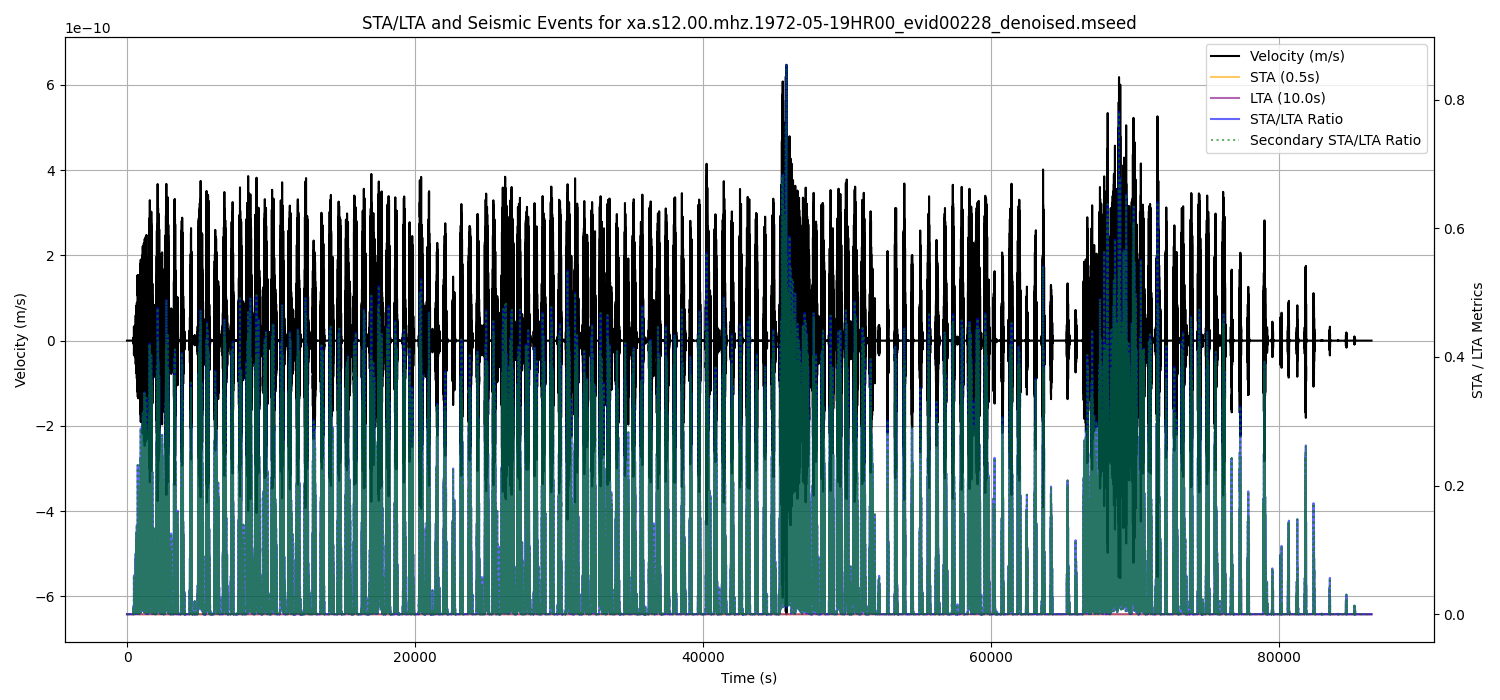 STA/LTA and Seismic Events for xa.s12.00.mhz.1972-05-19HR00_evid00228_denoised.mseed
1e−10
Velocity (m/s)
STA (0.5s)
LTA (10.0s)
STA/LTA Ratio
Secondary STA/LTA Ratio
6
4
2
0
−2
−4
−6
Velocity (m/s)
0.8
0.6
0.4
0.2
0.0
STA / LTA Metrics
0
20000
40000
60000
80000
Time (s)